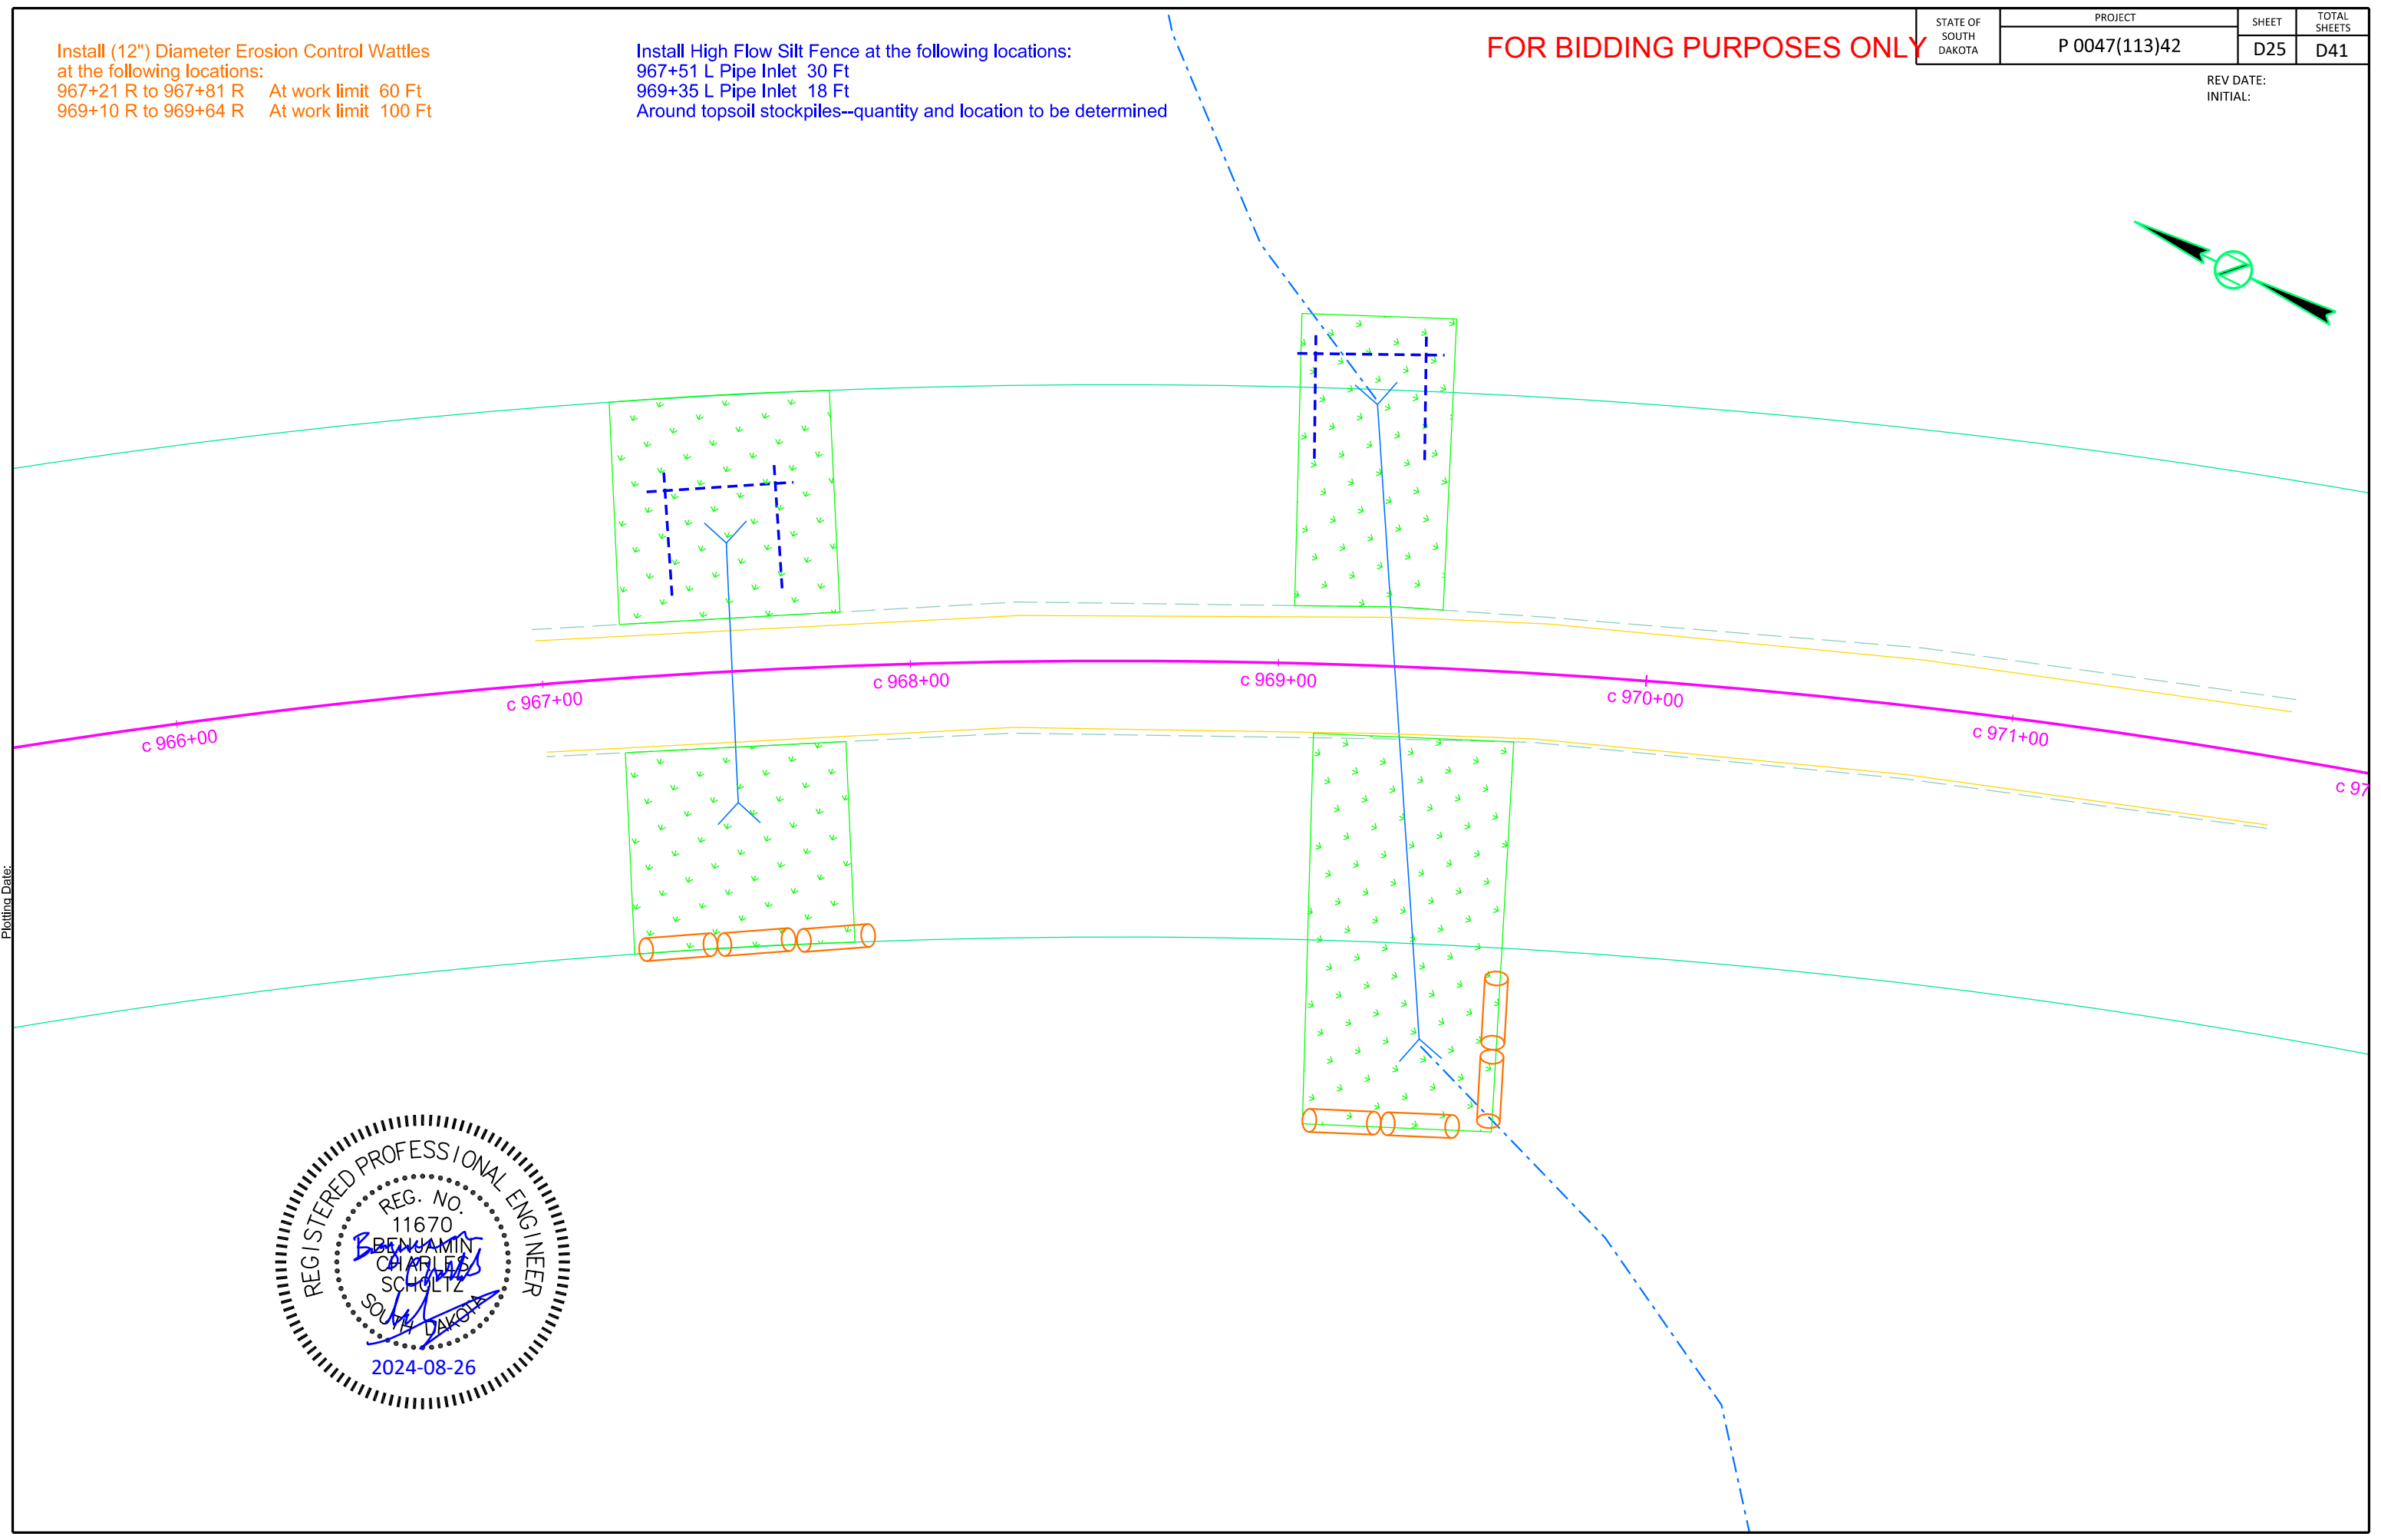 Install (12") Diameter Erosion Control Wattles
at the following locations:
967+21 R to 967+81 R At work limit 60 Ft
969+10 R to 969+64 R At work limit 100 Ft
Install High Flow Silt Fence at the following locations:
967+51 L Pipe Inlet 30 Ft
969+35 L Pipe Inlet 18 Ft
Around topsoil stockpiles--quantity and location to be determined
FOR BIDDING PURPOSES ONLY
STATE OF
SOUTH
DAKOTA
PROJECT
P 0047(113)42
SHEET
D25
TOTAL
SHEETS
D41
REV DATE:
INITIAL:
N
c 966+00
c 967+00
c 968+00
c 969+00
c 970+00
c 971+00
c 97
Plotting Date:
REGISTERED PROFESSIONAL ENGINEER
REG. NO.
11670
BENJAMIN
CHARLES
SCHOLTZ
SOUTH DAKOTA
2024-08-26